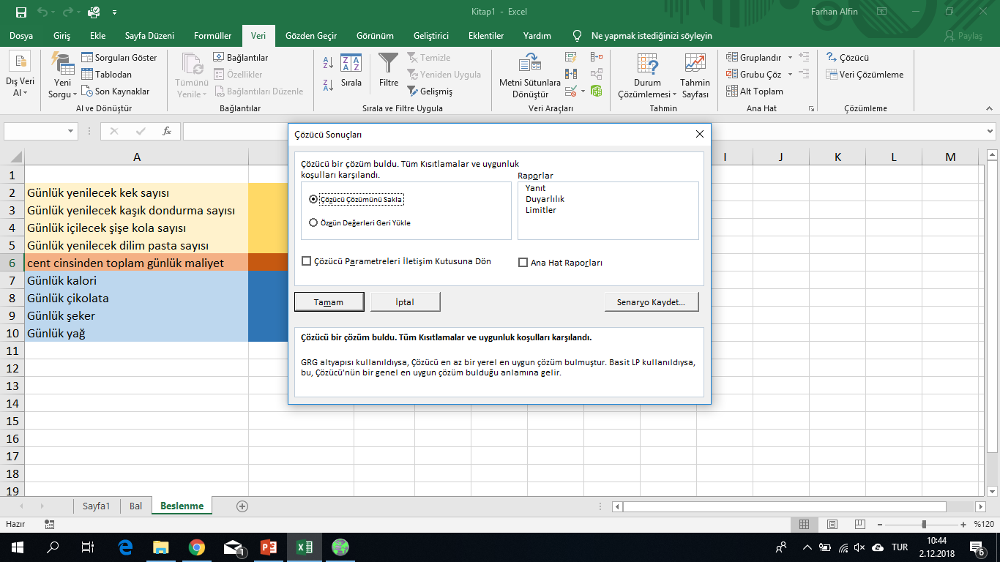 Kitap1 - Excel
Farhan Alfin
Dosya Giriş Ekle Sayfa Düzeni Formüller Veri Gözden Geçir Görünüm Geliştirici Eklentiler Yardım Ne yapmak istediğinizi söyleyin Paylaş
Dış Veri Al
Yeni Sorgu
Sorguları Göster
Tablodan
Son Kaynaklar
Al ve Dönüştür
Tümünü Yenile
Bağlantılar
Özellikler
Bağlantıları Düzenle
Bağlantılar
Sırala
Filtre
Temizle
Yeniden Uygula
Gelişmiş
Sırala ve Filtre Uygula
Metni Sütunlara Dönüştür
Veri Araçları
Durum Çözümlemesi
Tahmin Sayfası
Tahmin
Gruplandır
Grubu Çöz
Alt Toplam
Ana Hat
Çözücü
Veri Çözümleme
Çözümleme
fx
A I J K L M
1
2 Günlük yenilecek kek sayısı
3 Günlük yenilecek kaşık dondurma sayısı
4 Günlük içilecek şişe kola sayısı
5 Günlük yenilecek dilim pasta sayısı
6 cent cinsinden toplam günlük maliyet
7 Günlük kalori
8 Günlük çikolata
9 Günlük şeker
10 Günlük yağ
11
12
13
14
15
16
17
18
19
Çözücü Sonuçları
Çözücü bir çözüm buldu. Tüm Kısıtlamalar ve uygunluk
koşulları karşılandı.
Raporlar
Çözücü Çözümünü Sakla
Özgün Değerleri Geri Yükle
Yanıt
Duyarlılık
Limitler
Çözücü Parametreleri İletişim Kutusuna Dön
Ana Hat Raporları
Tamam
İptal
Senaryo Kaydet...
Çözücü bir çözüm buldu. Tüm Kısıtlamalar ve uygunluk koşulları karşılandı.
GRG altyapısı kullanıldıysa, Çözücü en az bir yerel en uygun çözüm bulmuştur. Basit LP kullanıldıysa,
bu, Çözücü'nün bir genel en uygun çözüm bulduğu anlamına gelir.
Sayfa1 Bal Beslenme
Hazır
%120
1
TUR
10:44
2.12.2018
6